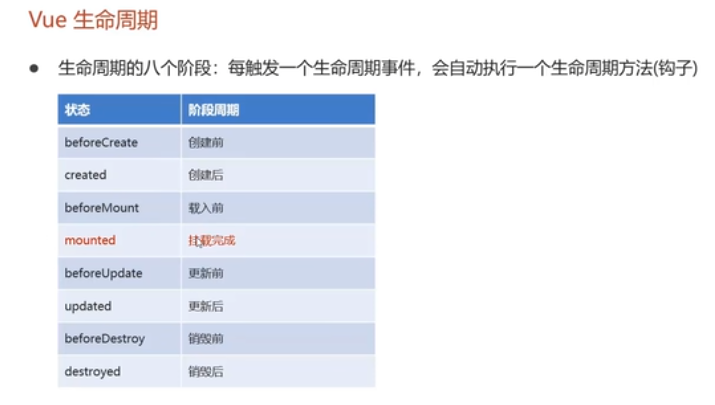 Vue 生命周期
● 生命周期的八个阶段：每触发一个生命周期事件，会自动执行一个生命周期方法(钩子)
状态 阶段周期
beforeCreate 创建前
created 创建后
beforeMount 载入前
mounted 挂载完成
beforeUpdate 更新前
updated 更新后
beforeDestroy 销毁前
destroyed 销毁后